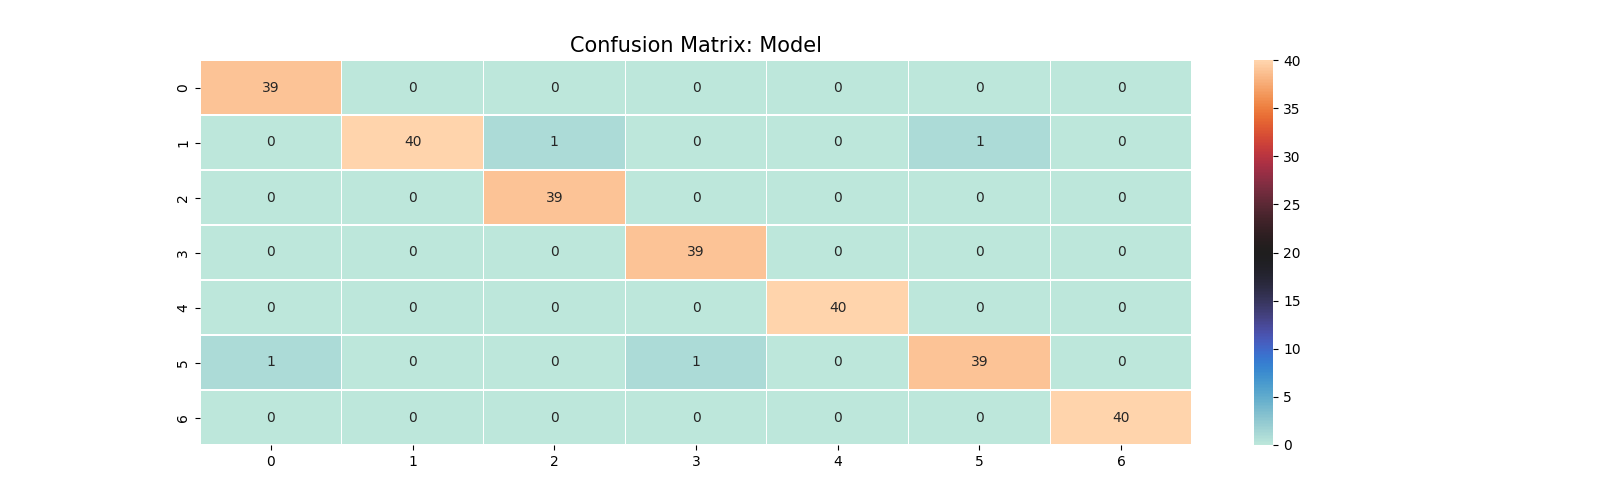 Confusion Matrix: Model
0 39 0 0 0 0 0 0
1 0 40 1 0 0 1 0
2 0 0 39 0 0 0 0
3 0 0 0 39 0 0 0
4 0 0 0 0 40 0 0
5 1 0 0 1 0 39 0
6 0 0 0 0 0 0 40
0 1 2 3 4 5 6
40
35
30
25
20
15
10
5
0